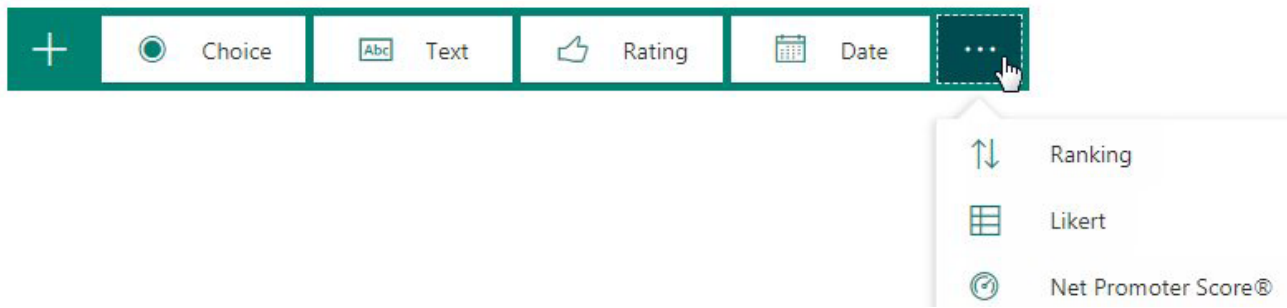 Choice Abc Text Rating Date ...
Ranking
Likert
Net Promoter Score®